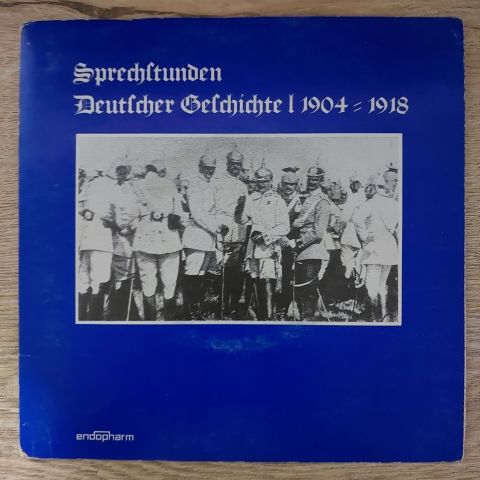 Sprechstunden
Deutscher Geschichte I 1904-1918
endopharm